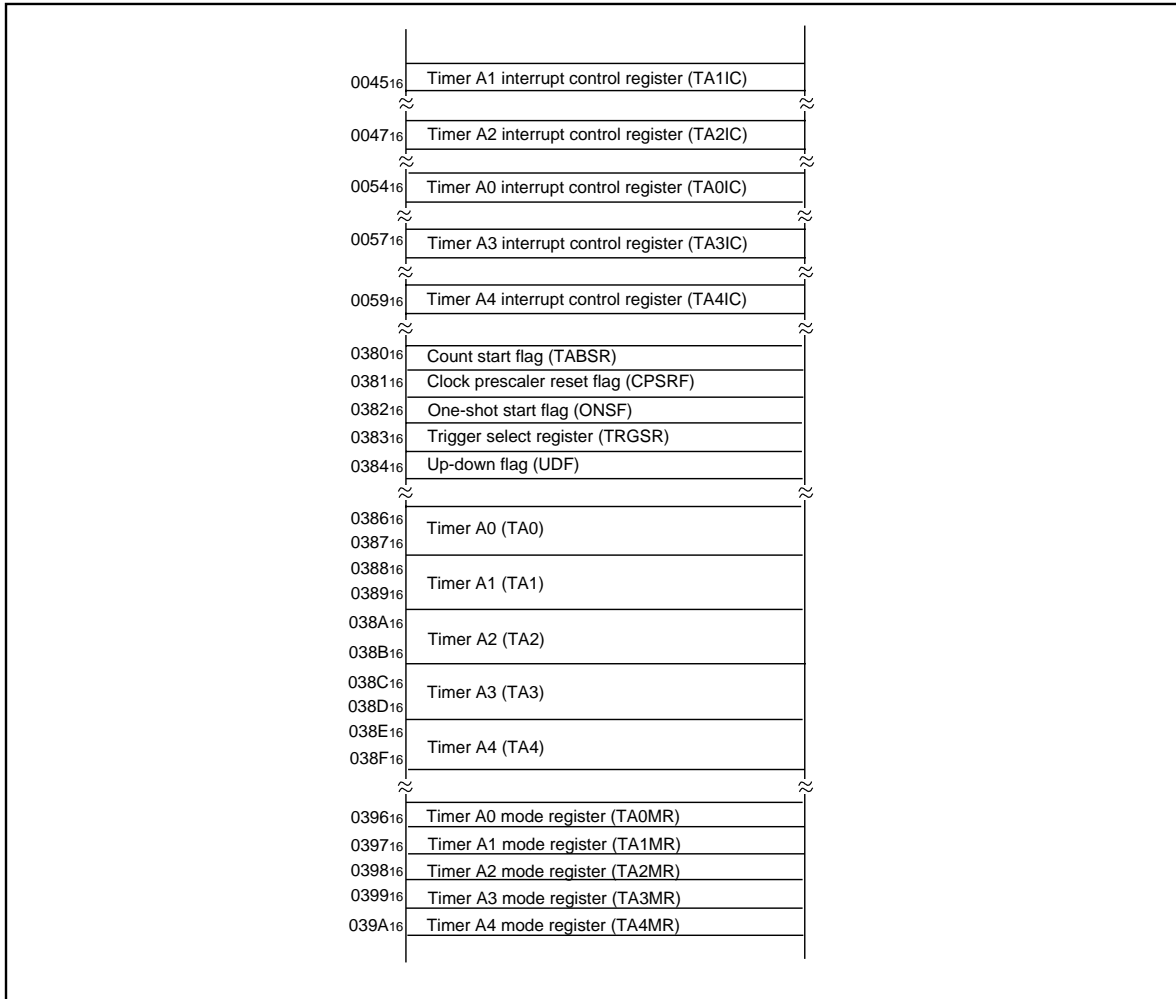 0045₁₆ Timer A1 interrupt control register (TA1IC)
≈ ≈
0047₁₆ Timer A2 interrupt control register (TA2IC)
≈ ≈
0054₁₆ Timer A0 interrupt control register (TA0IC)
≈ ≈
0057₁₆ Timer A3 interrupt control register (TA3IC)
≈ ≈
0059₁₆ Timer A4 interrupt control register (TA4IC)
≈ ≈
0380₁₆ Count start flag (TABSR)
0381₁₆ Clock prescaler reset flag (CPSRF)
0382₁₆ One-shot start flag (ONSF)
0383₁₆ Trigger select register (TRGSR)
0384₁₆ Up-down flag (UDF)
≈ ≈
0386₁₆
Timer A0 (TA0)
0387₁₆
0388₁₆
Timer A1 (TA1)
0389₁₆
038A₁₆
Timer A2 (TA2)
038B₁₆
038C₁₆
Timer A3 (TA3)
038D₁₆
038E₁₆
Timer A4 (TA4)
038F₁₆
≈ ≈
0396₁₆ Timer A0 mode register (TA0MR)
0397₁₆ Timer A1 mode register (TA1MR)
0398₁₆ Timer A2 mode register (TA2MR)
0399₁₆ Timer A3 mode register (TA3MR)
039A₁₆ Timer A4 mode register (TA4MR)